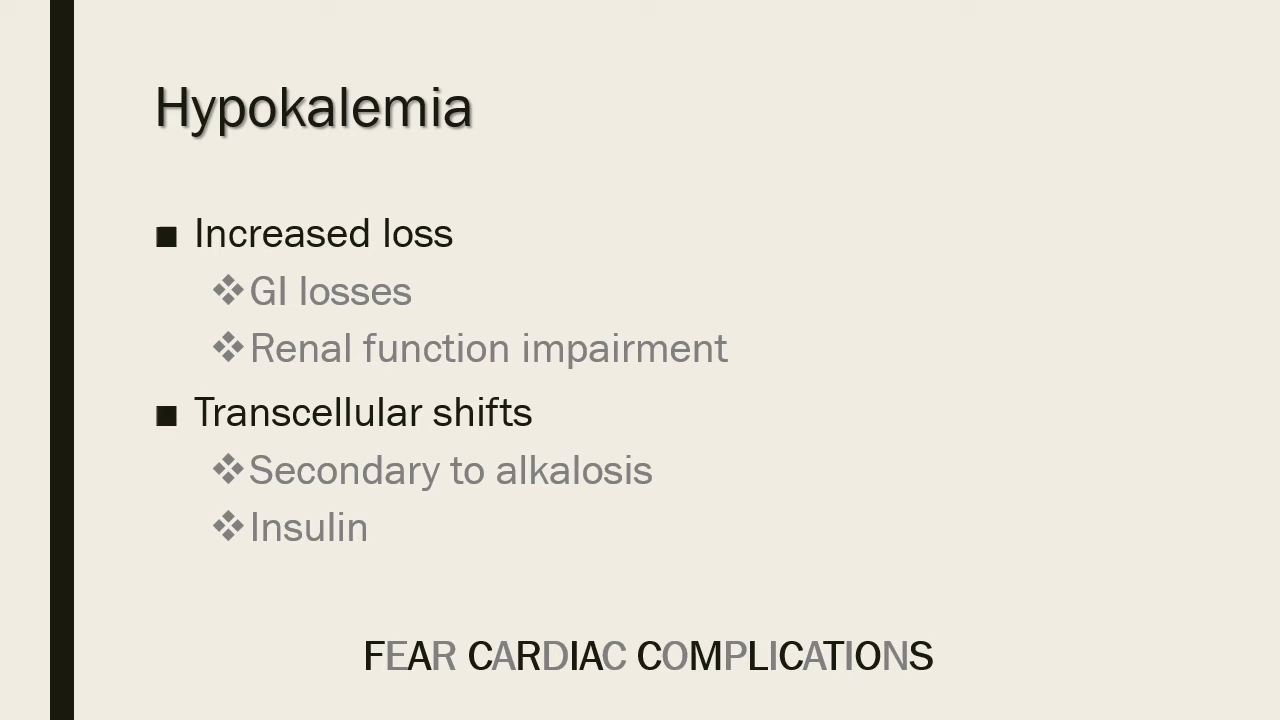 Hypokalemia
■ Increased loss
❖GI losses
❖Renal function impairment
■ Transcellular shifts
❖Secondary to alkalosis
❖Insulin
FEAR CARDIAC COMPLICATIONS